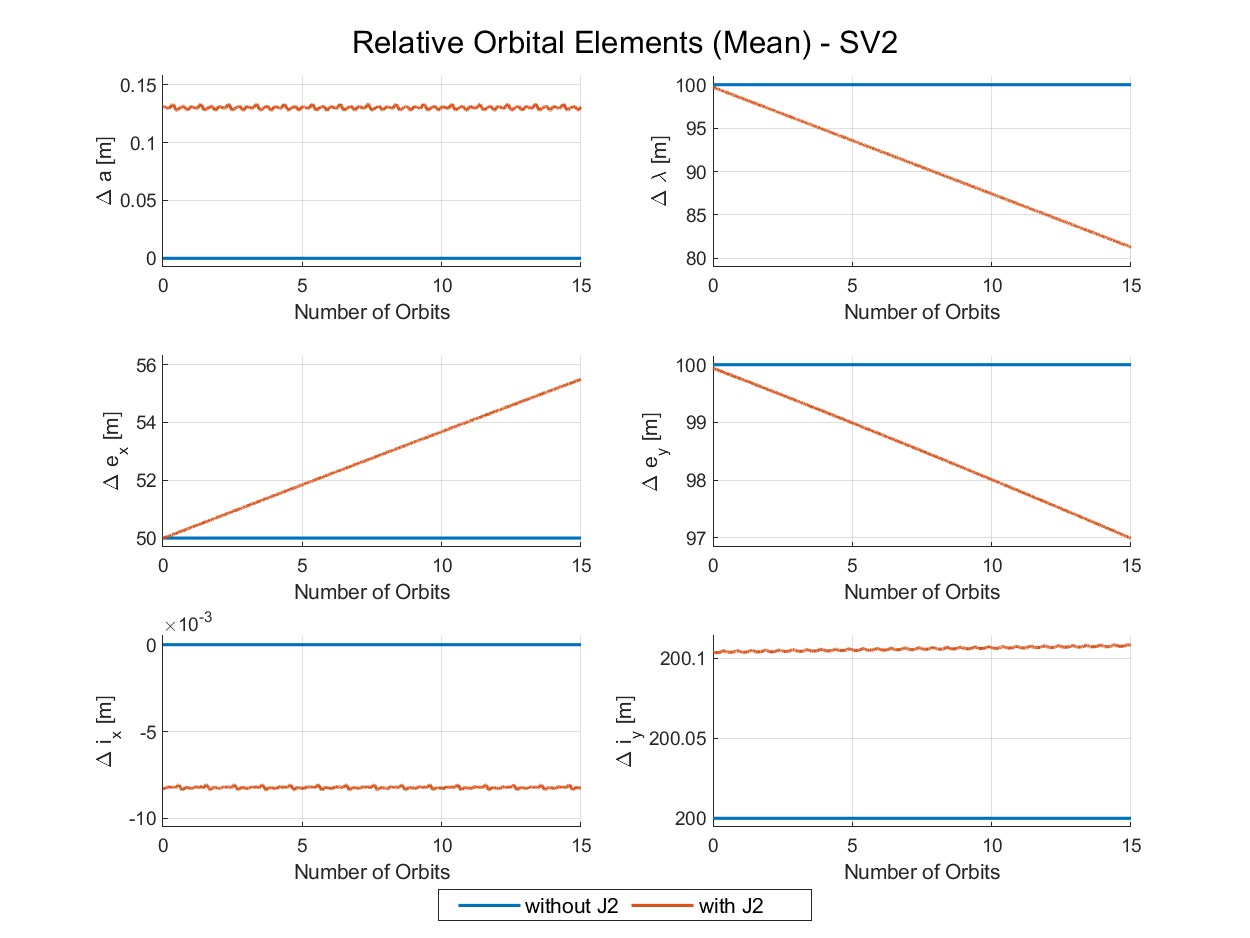 Relative Orbital Elements (Mean) - SV2
0.15
0.1
0.05
0
Δ a [m]
0 5 10 15
Number of Orbits
100
95
90
85
80
Δ λ [m]
0 5 10 15
Number of Orbits
56
54
52
50
Δ e_x [m]
0 5 10 15
Number of Orbits
100
99
98
97
Δ e_y [m]
0 5 10 15
Number of Orbits
×10^-3
0
-5
-10
Δ i_x [m]
0 5 10 15
Number of Orbits
200.1
200.05
200
Δ i_y [m]
0 5 10 15
Number of Orbits
without J2 with J2